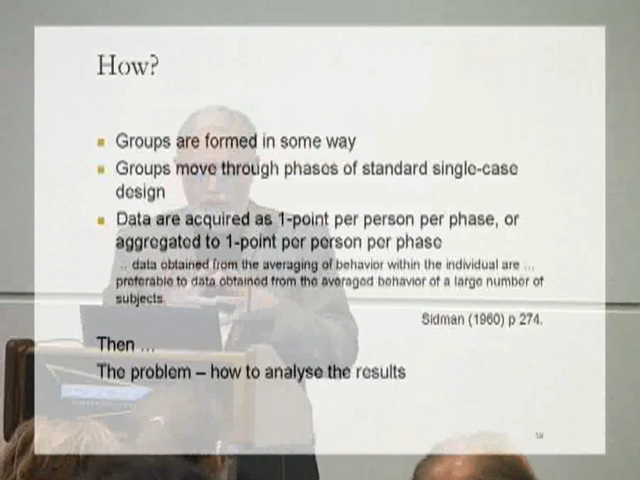 How?
Groups are formed in some way
Groups move through phases of standard single-case
design
Data are acquired as 1-point per person per phase, or
aggregated to 1-point per person per phase
... data obtained from the averaging of behavior within the individual are ...
preferable to data obtained from the averaged behavior of a large number of
subjects.
Sidman (1960) p 274.
Then ...
The problem – how to analyse the results